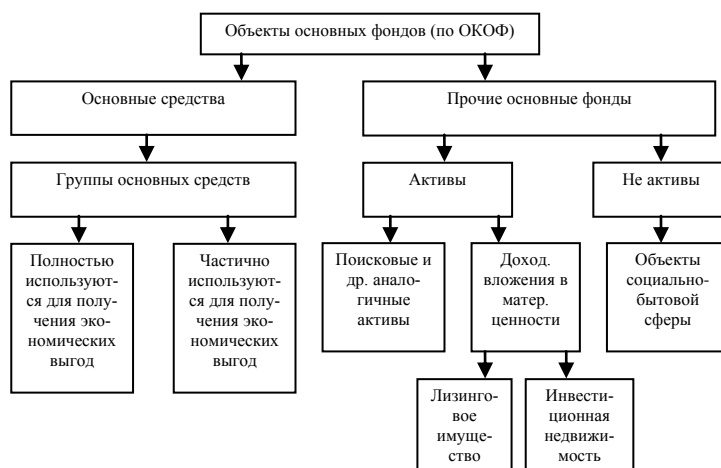 Объекты основных фондов (по ОКОФ)
Основные средства
Прочие основные фонды
Группы основных средств
Активы
Не активы
Полностью
используют-
ся для полу-
чения эко-
номических
выгод
Частично
используют-
ся для полу-
чения эко-
номических
выгод
Поисковые и
др. анало-
гичные
активы
Доход.
вложения в
матер.
ценности
Объекты
социально-
бытовой
сферы
Лизинго-
вое
имуще-
ство
Инвести-
ционная
недвижи-
мость